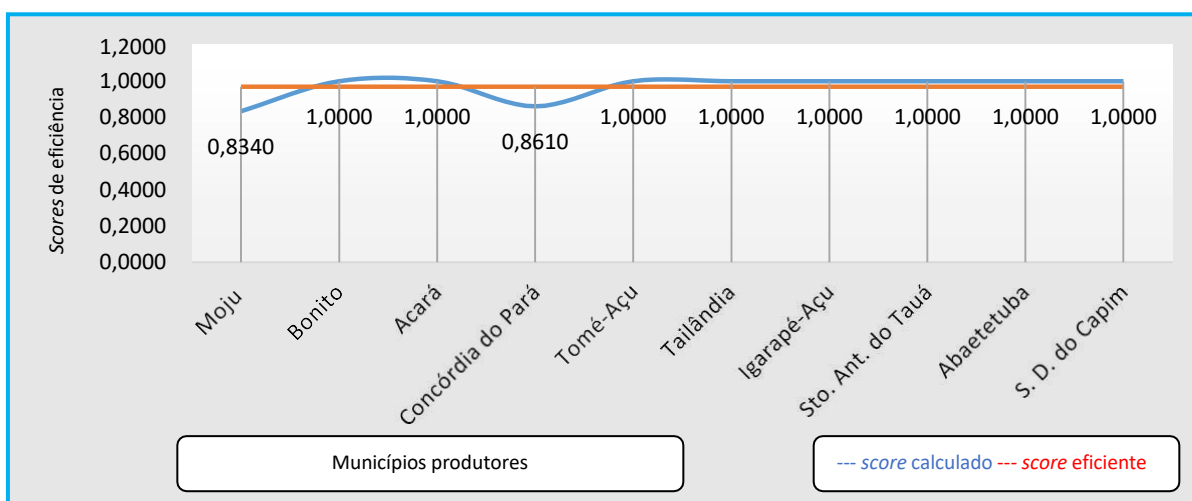 1,2000
1,0000
0,8000
0,6000
0,4000
0,2000
0,0000
Scores de eficiência
0,8340
1,0000
1,0000
0,8610
1,0000
1,0000
1,0000
1,0000
1,0000
1,0000
Moju
Bonito
Acará
Concórdia do Pará
Tomé-Açu
Tailândia
Igarapé-Açu
Sto. Ant. do Tauá
Abaetetuba
S. D. do Capim
Municípios produtores
--- score calculado --- score eficiente